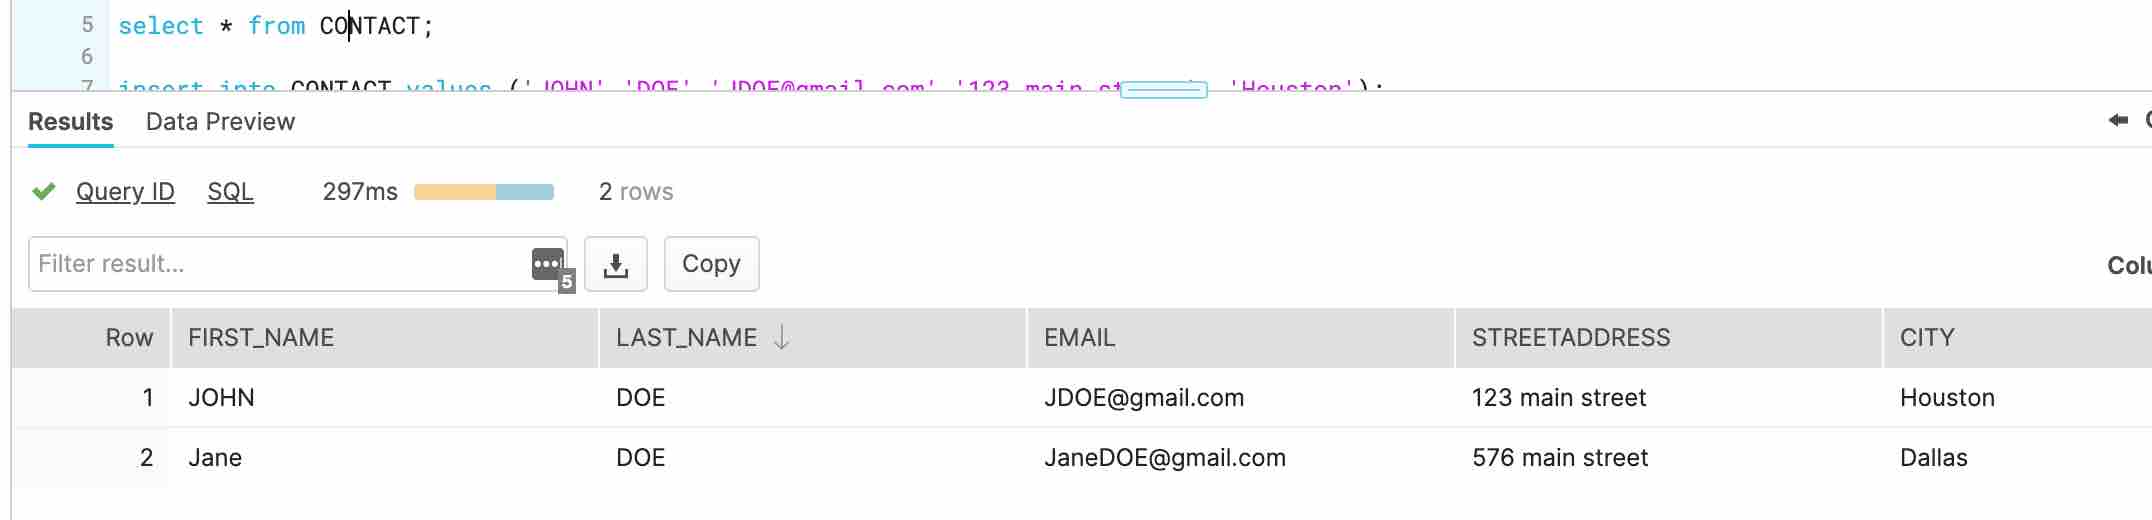 5 select * from CONTACT;
6
7 insert into CONTACT values ('JOHN','DOE','JDOE@gmail.com','123 main 'Houston');
Results Data Preview
Query ID SQL 297ms 2 rows
Filter result... 5 Copy
Row FIRST_NAME LAST_NAME EMAIL STREETADDRESS CITY
1 JOHN DOE JDOE@gmail.com 123 main street Houston
2 Jane DOE JaneDOE@gmail.com 576 main street Dallas